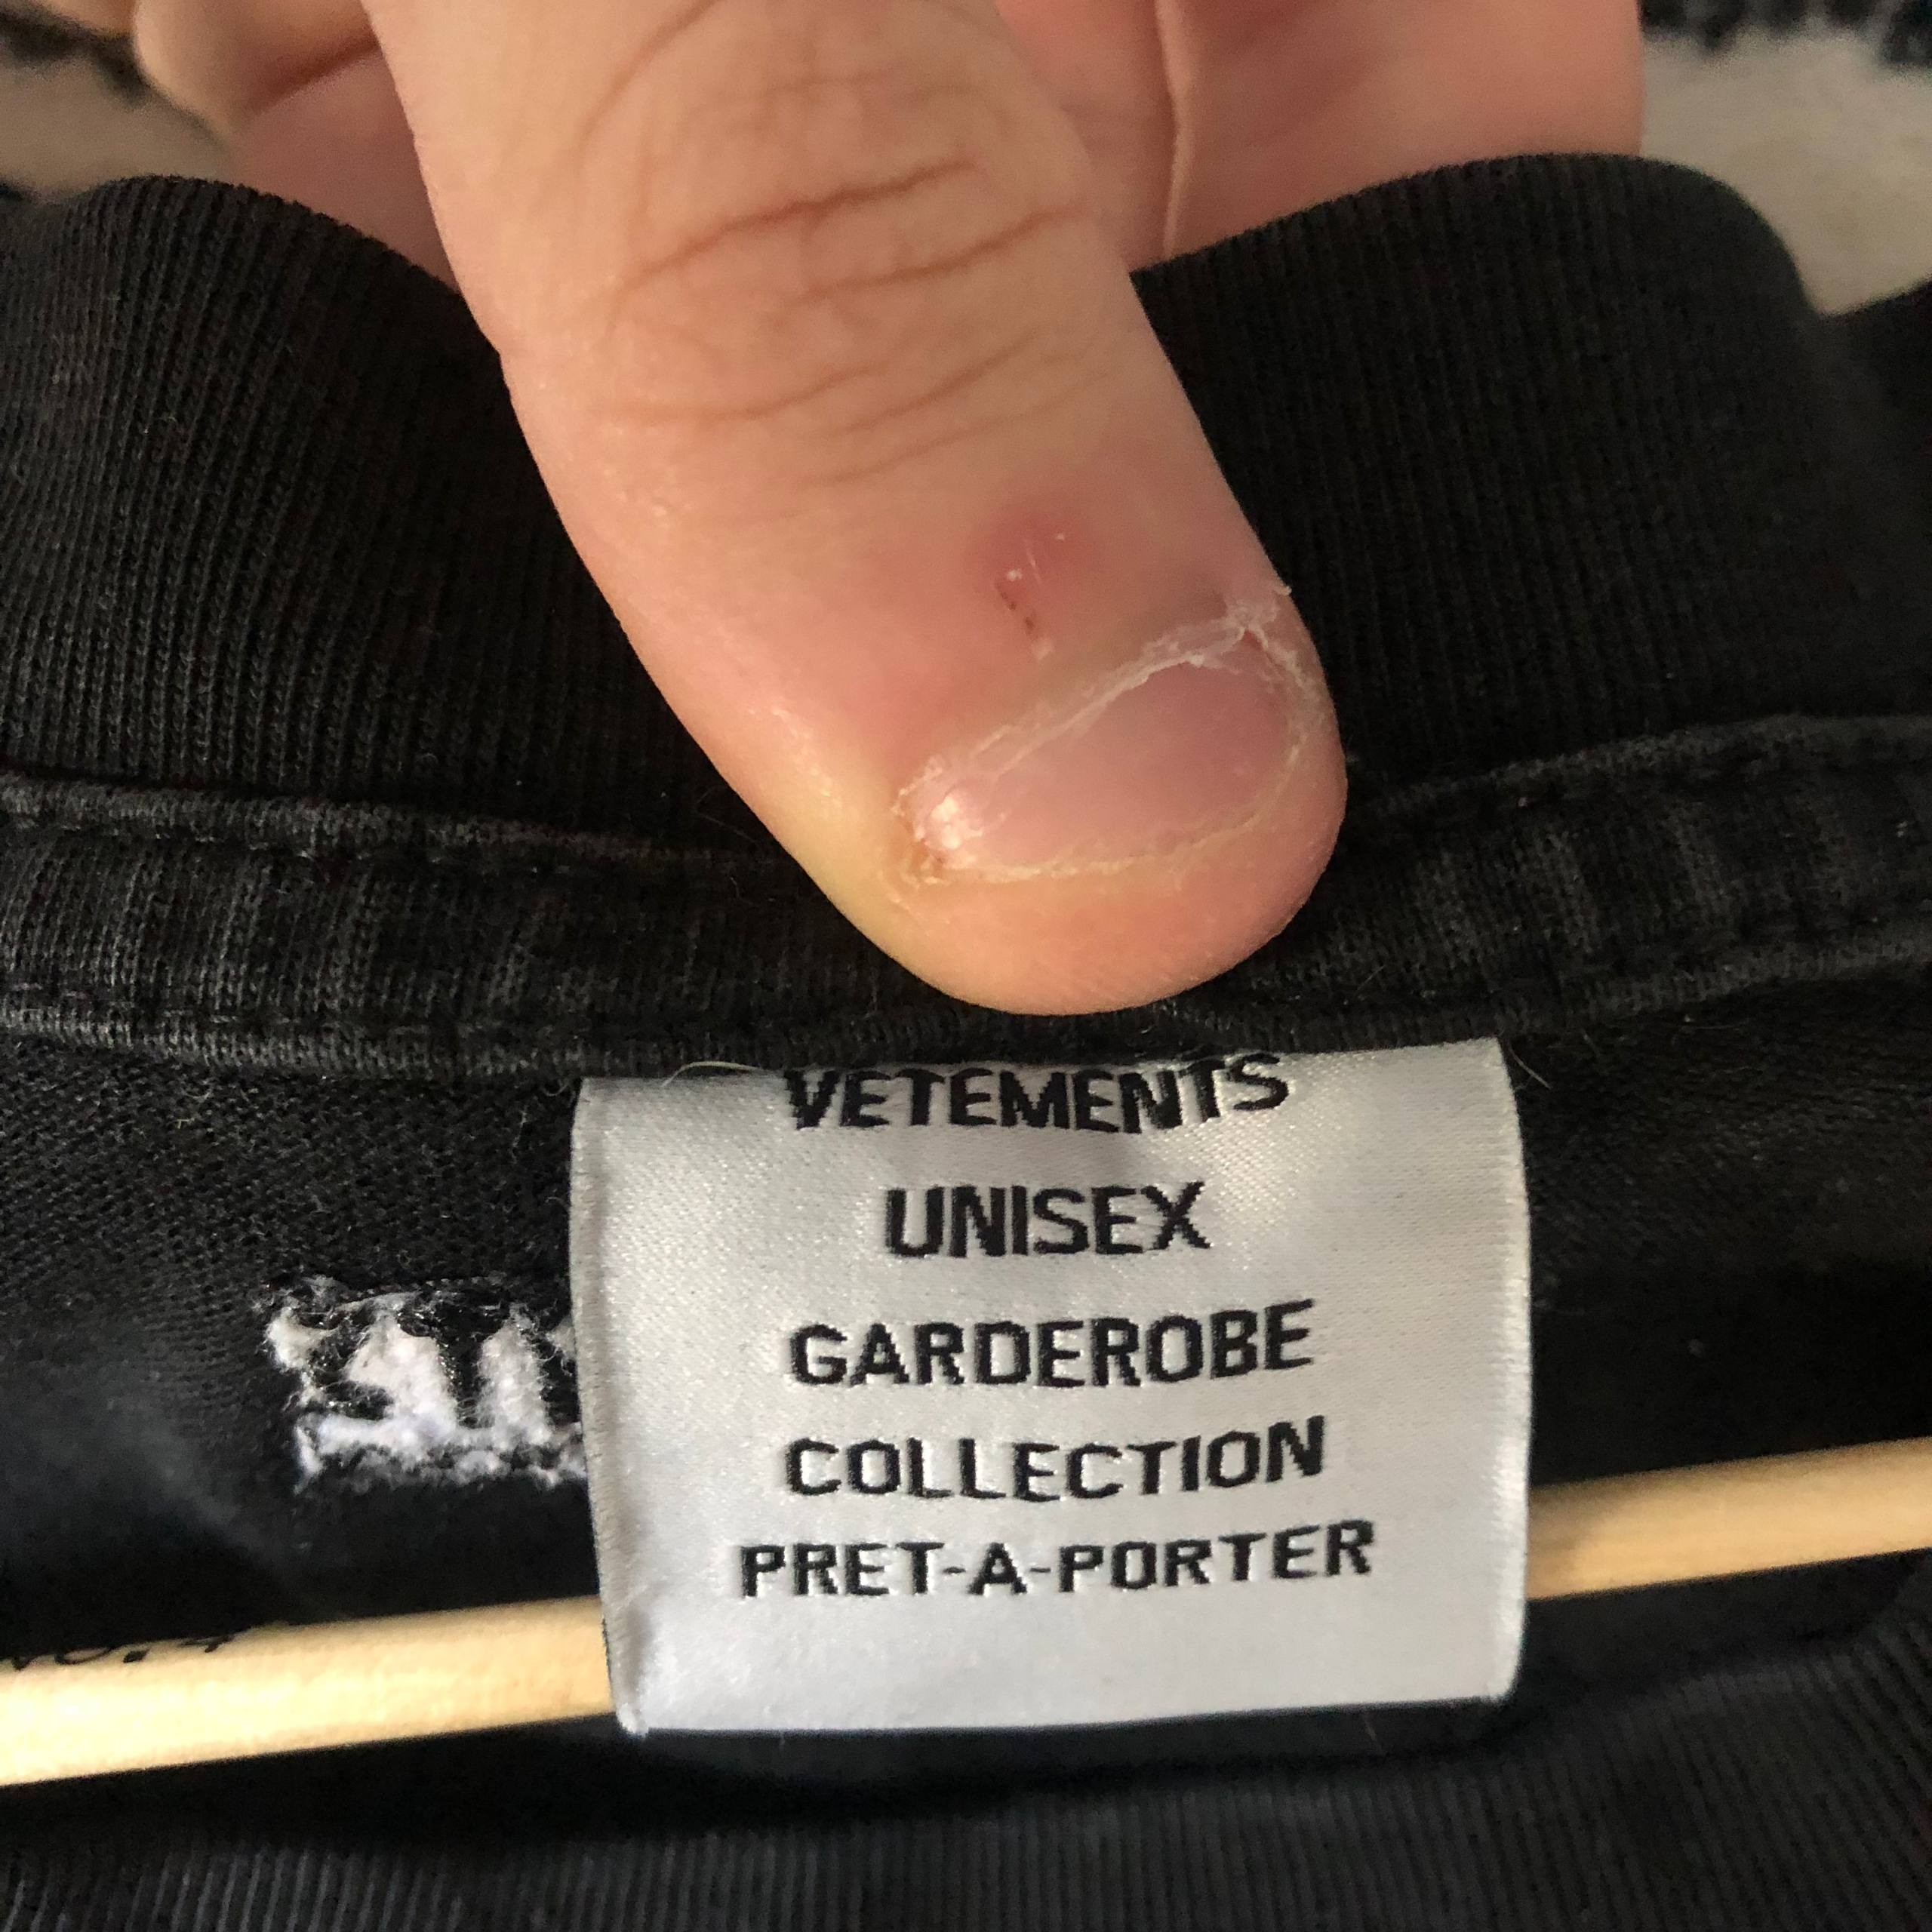 VETEMENTS
UNISEX
GARDEROBE
COLLECTION
PRET-A-PORTER